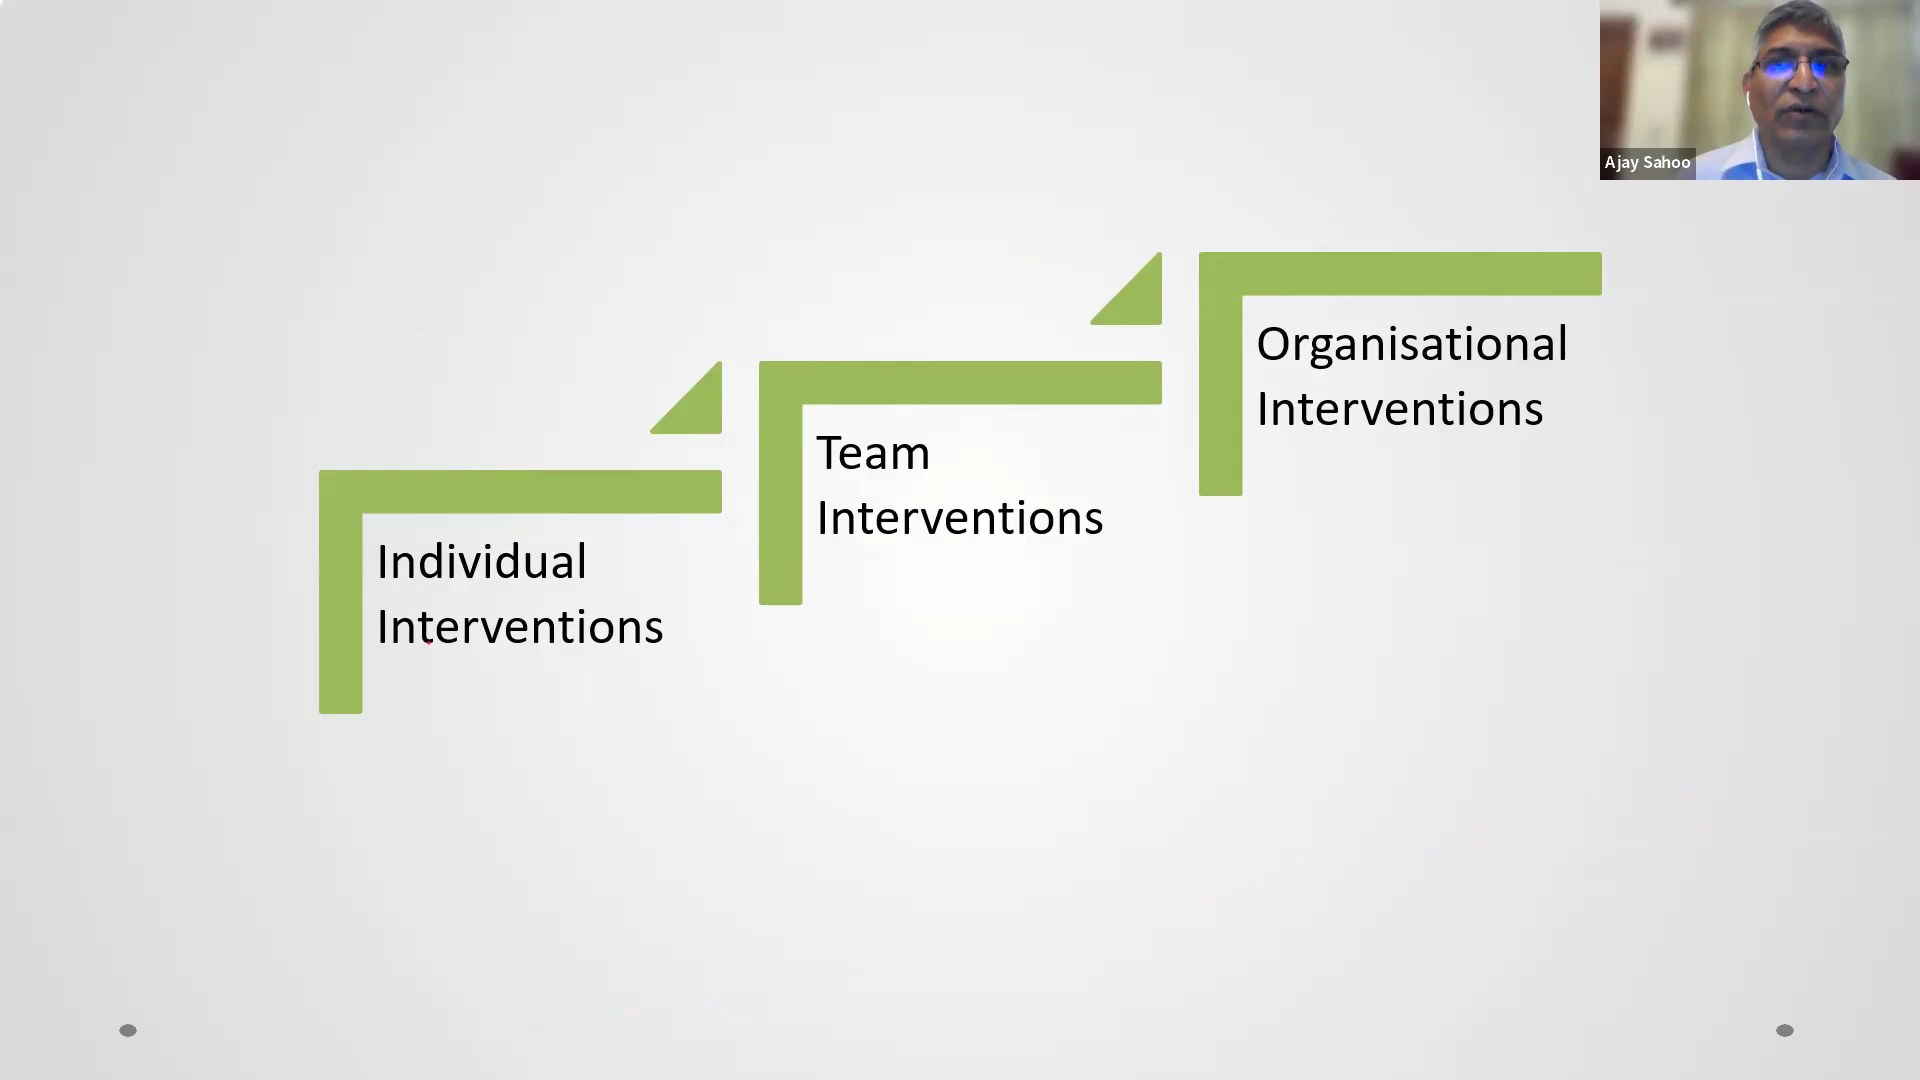 Ajay Sahoo
Organisational
Interventions
Team
Interventions
Individual
Interventions